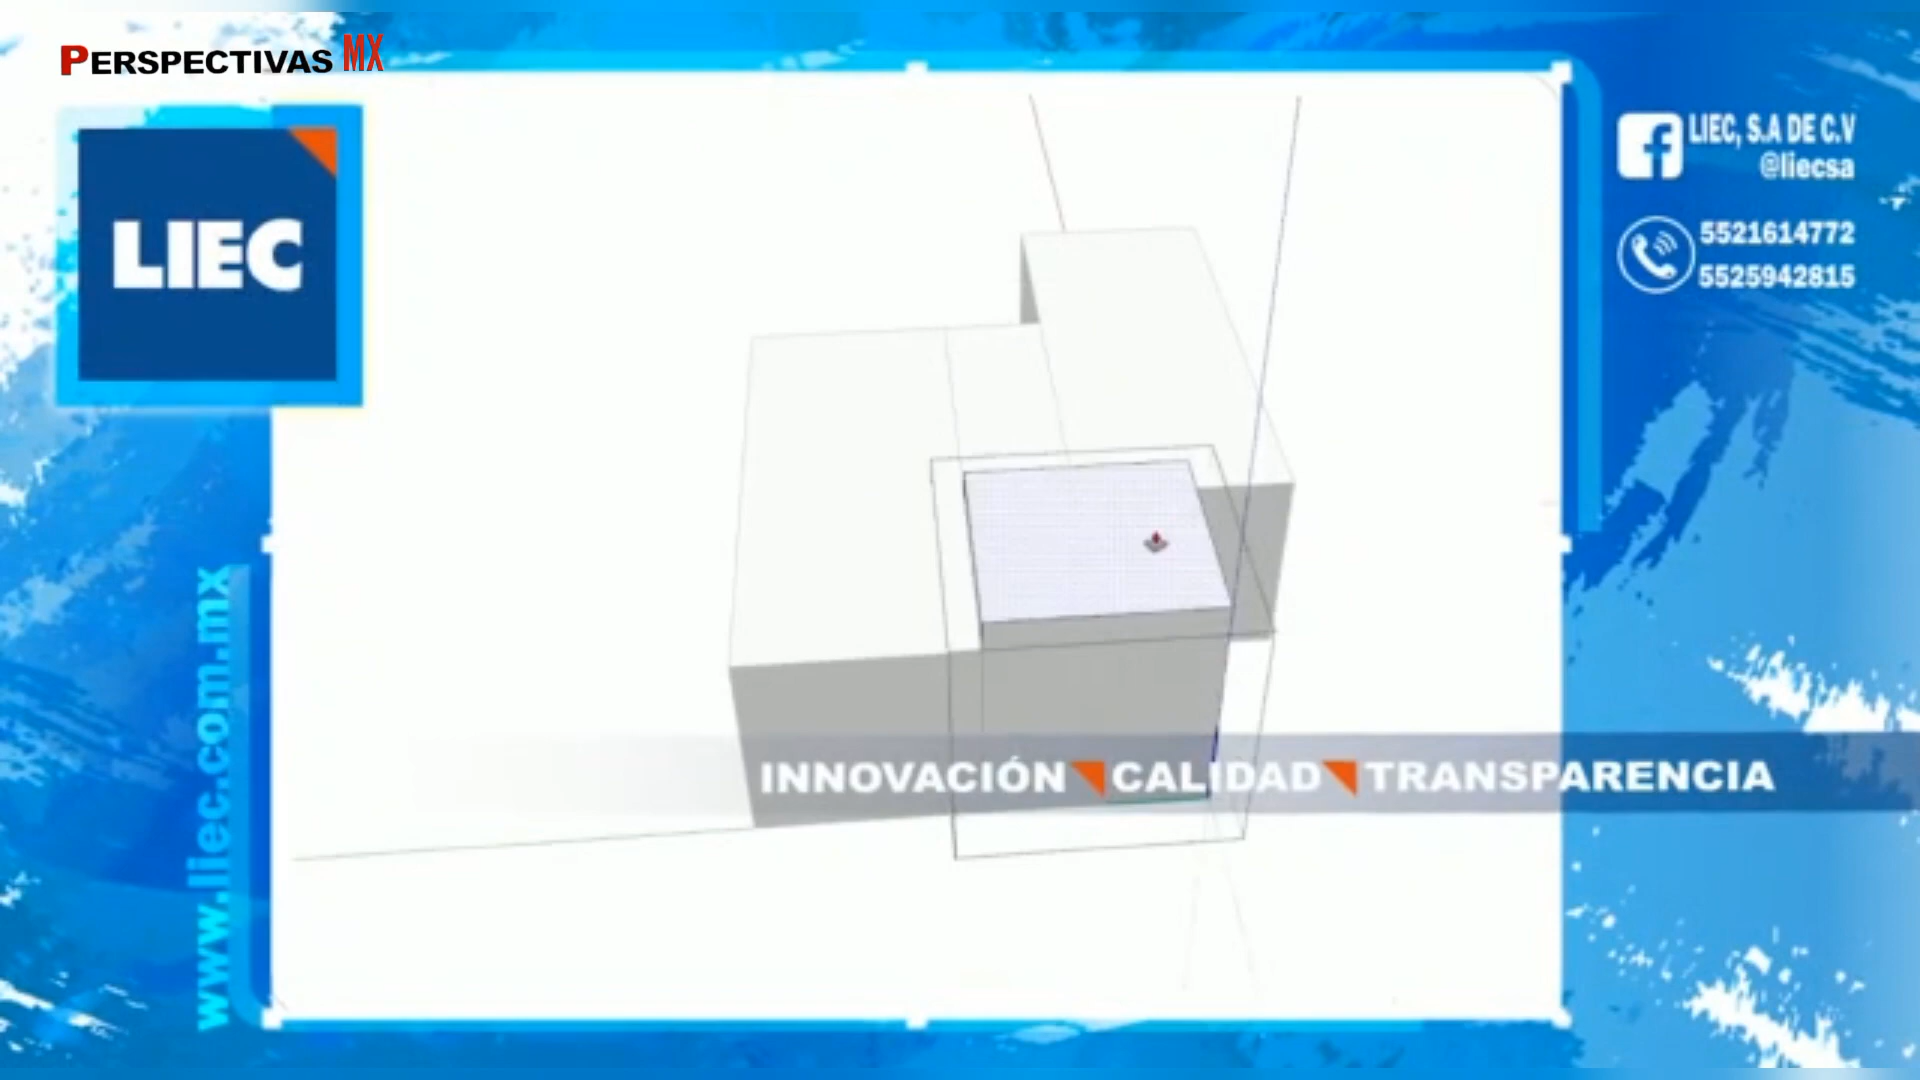 PERSPECTIVAS MX
LIEC
LIEC, S.A DE C.V
@liecsa
5521614772
5525942815
www.liec.com.mx
INNOVACIÓN CALIDAD TRANSPARENCIA